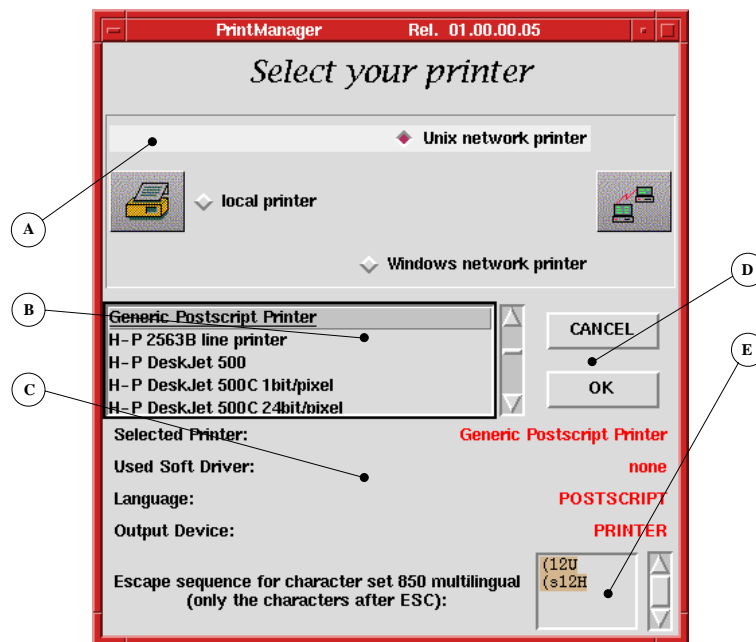 PrintManager Rel. 01.00.00.05
Select your printer
Unix network printer
A
local printer
Windows network printer
D
B
Generic Postscript Printer
H-P 2563B line printer
H-P DeskJet 500
H-P DeskJet 500C 1bit/pixel
H-P DeskJet 500C 24bit/pixel
CANCEL
E
OK
C
Selected Printer: Generic Postscript Printer
Used Soft Driver: none
Language: POSTSCRIPT
Output Device: PRINTER
Escape sequence for character set 850 multilingual
(only the characters after ESC):
(12U
(s12H